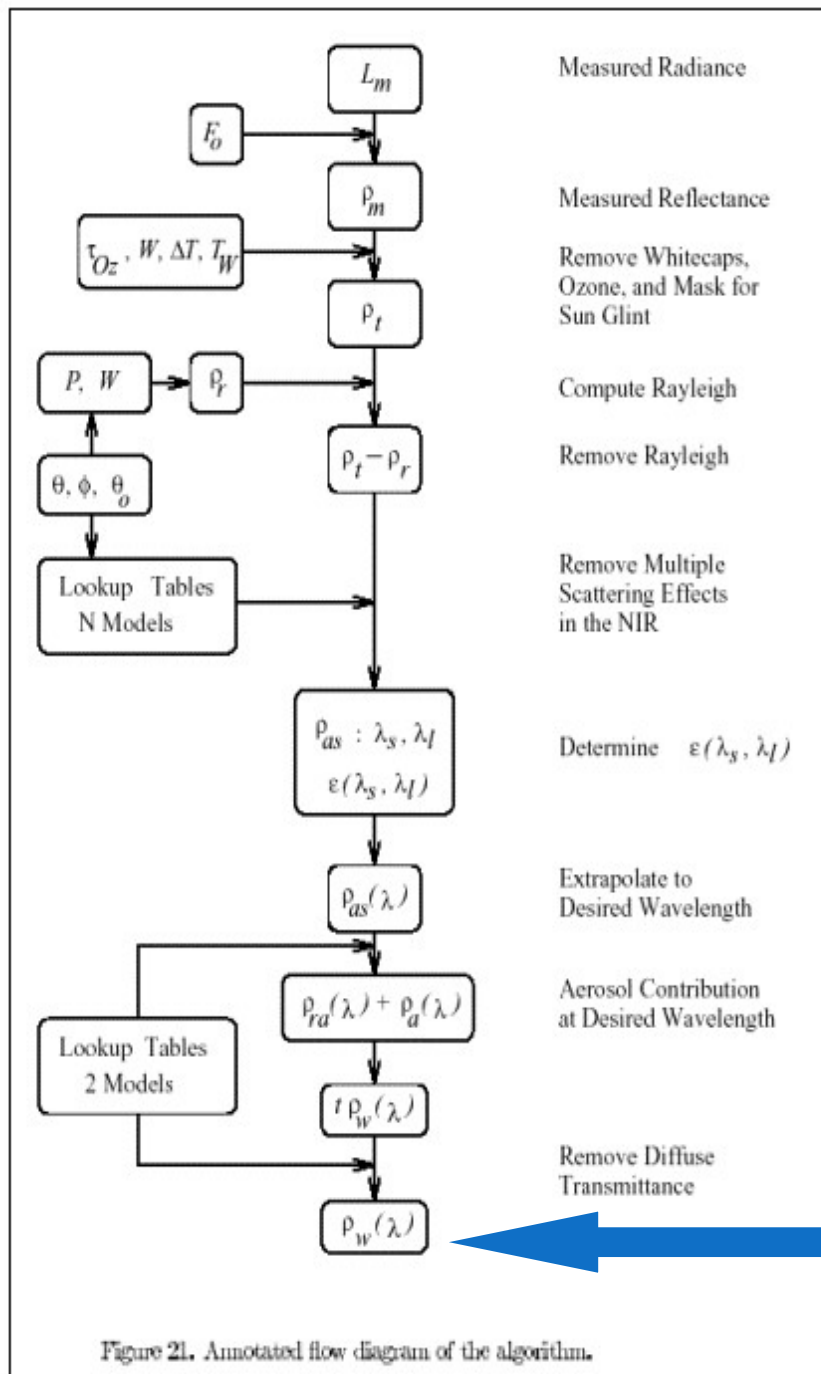 L_m Measured Radiance
F_o
ρ_m Measured Reflectance
τ_Oz , W, ΔT, T_W Remove Whitecaps,
Ozone, and Mask for
Sun Glint
ρ_t
P, W ρ_r Compute Rayleigh
ρ_t − ρ_r Remove Rayleigh
θ, ϕ, θ_o
Lookup Tables
N Models
Remove Multiple
Scattering Effects
in the NIR
ρ_as : λ_s, λ_l
ε(λ_s, λ_l)
Determine ε(λ_s, λ_l)
ρ_as(λ)
Extrapolate to
Desired Wavelength
ρ_ra(λ) + ρ_a(λ)
Aerosol Contribution
at Desired Wavelength
Lookup Tables
2 Models
t ρ_w(λ)
Remove Diffuse
Transmittance
ρ_w(λ)
Figure 21. Annotated flow diagram of the algorithm.